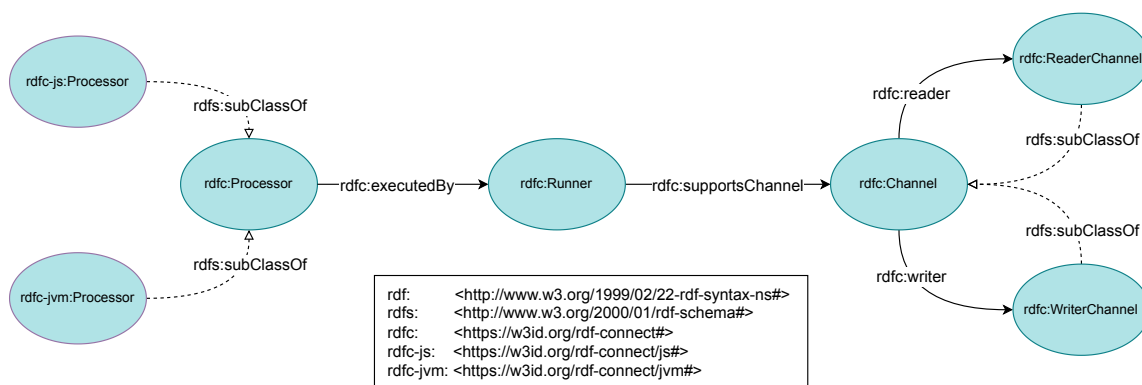 rdfc-js:Processor
rdfs:subClassOf
rdfc:Processor
rdfs:subClassOf
rdfc-jvm:Processor
rdfc:executedBy
rdfc:Runner
rdfc:supportsChannel
rdfc:Channel
rdfc:reader
rdfc:ReaderChannel
rdfs:subClassOf
rdfs:subClassOf
rdfc:writer
rdfc:WriterChannel
rdf: <http://www.w3.org/1999/02/22-rdf-syntax-ns#>
rdfs: <http://www.w3.org/2000/01/rdf-schema#>
rdfc: <https://w3id.org/rdf-connect#>
rdfc-js: <https://w3id.org/rdf-connect/js#>
rdfc-jvm: <https://w3id.org/rdf-connect/jvm#>